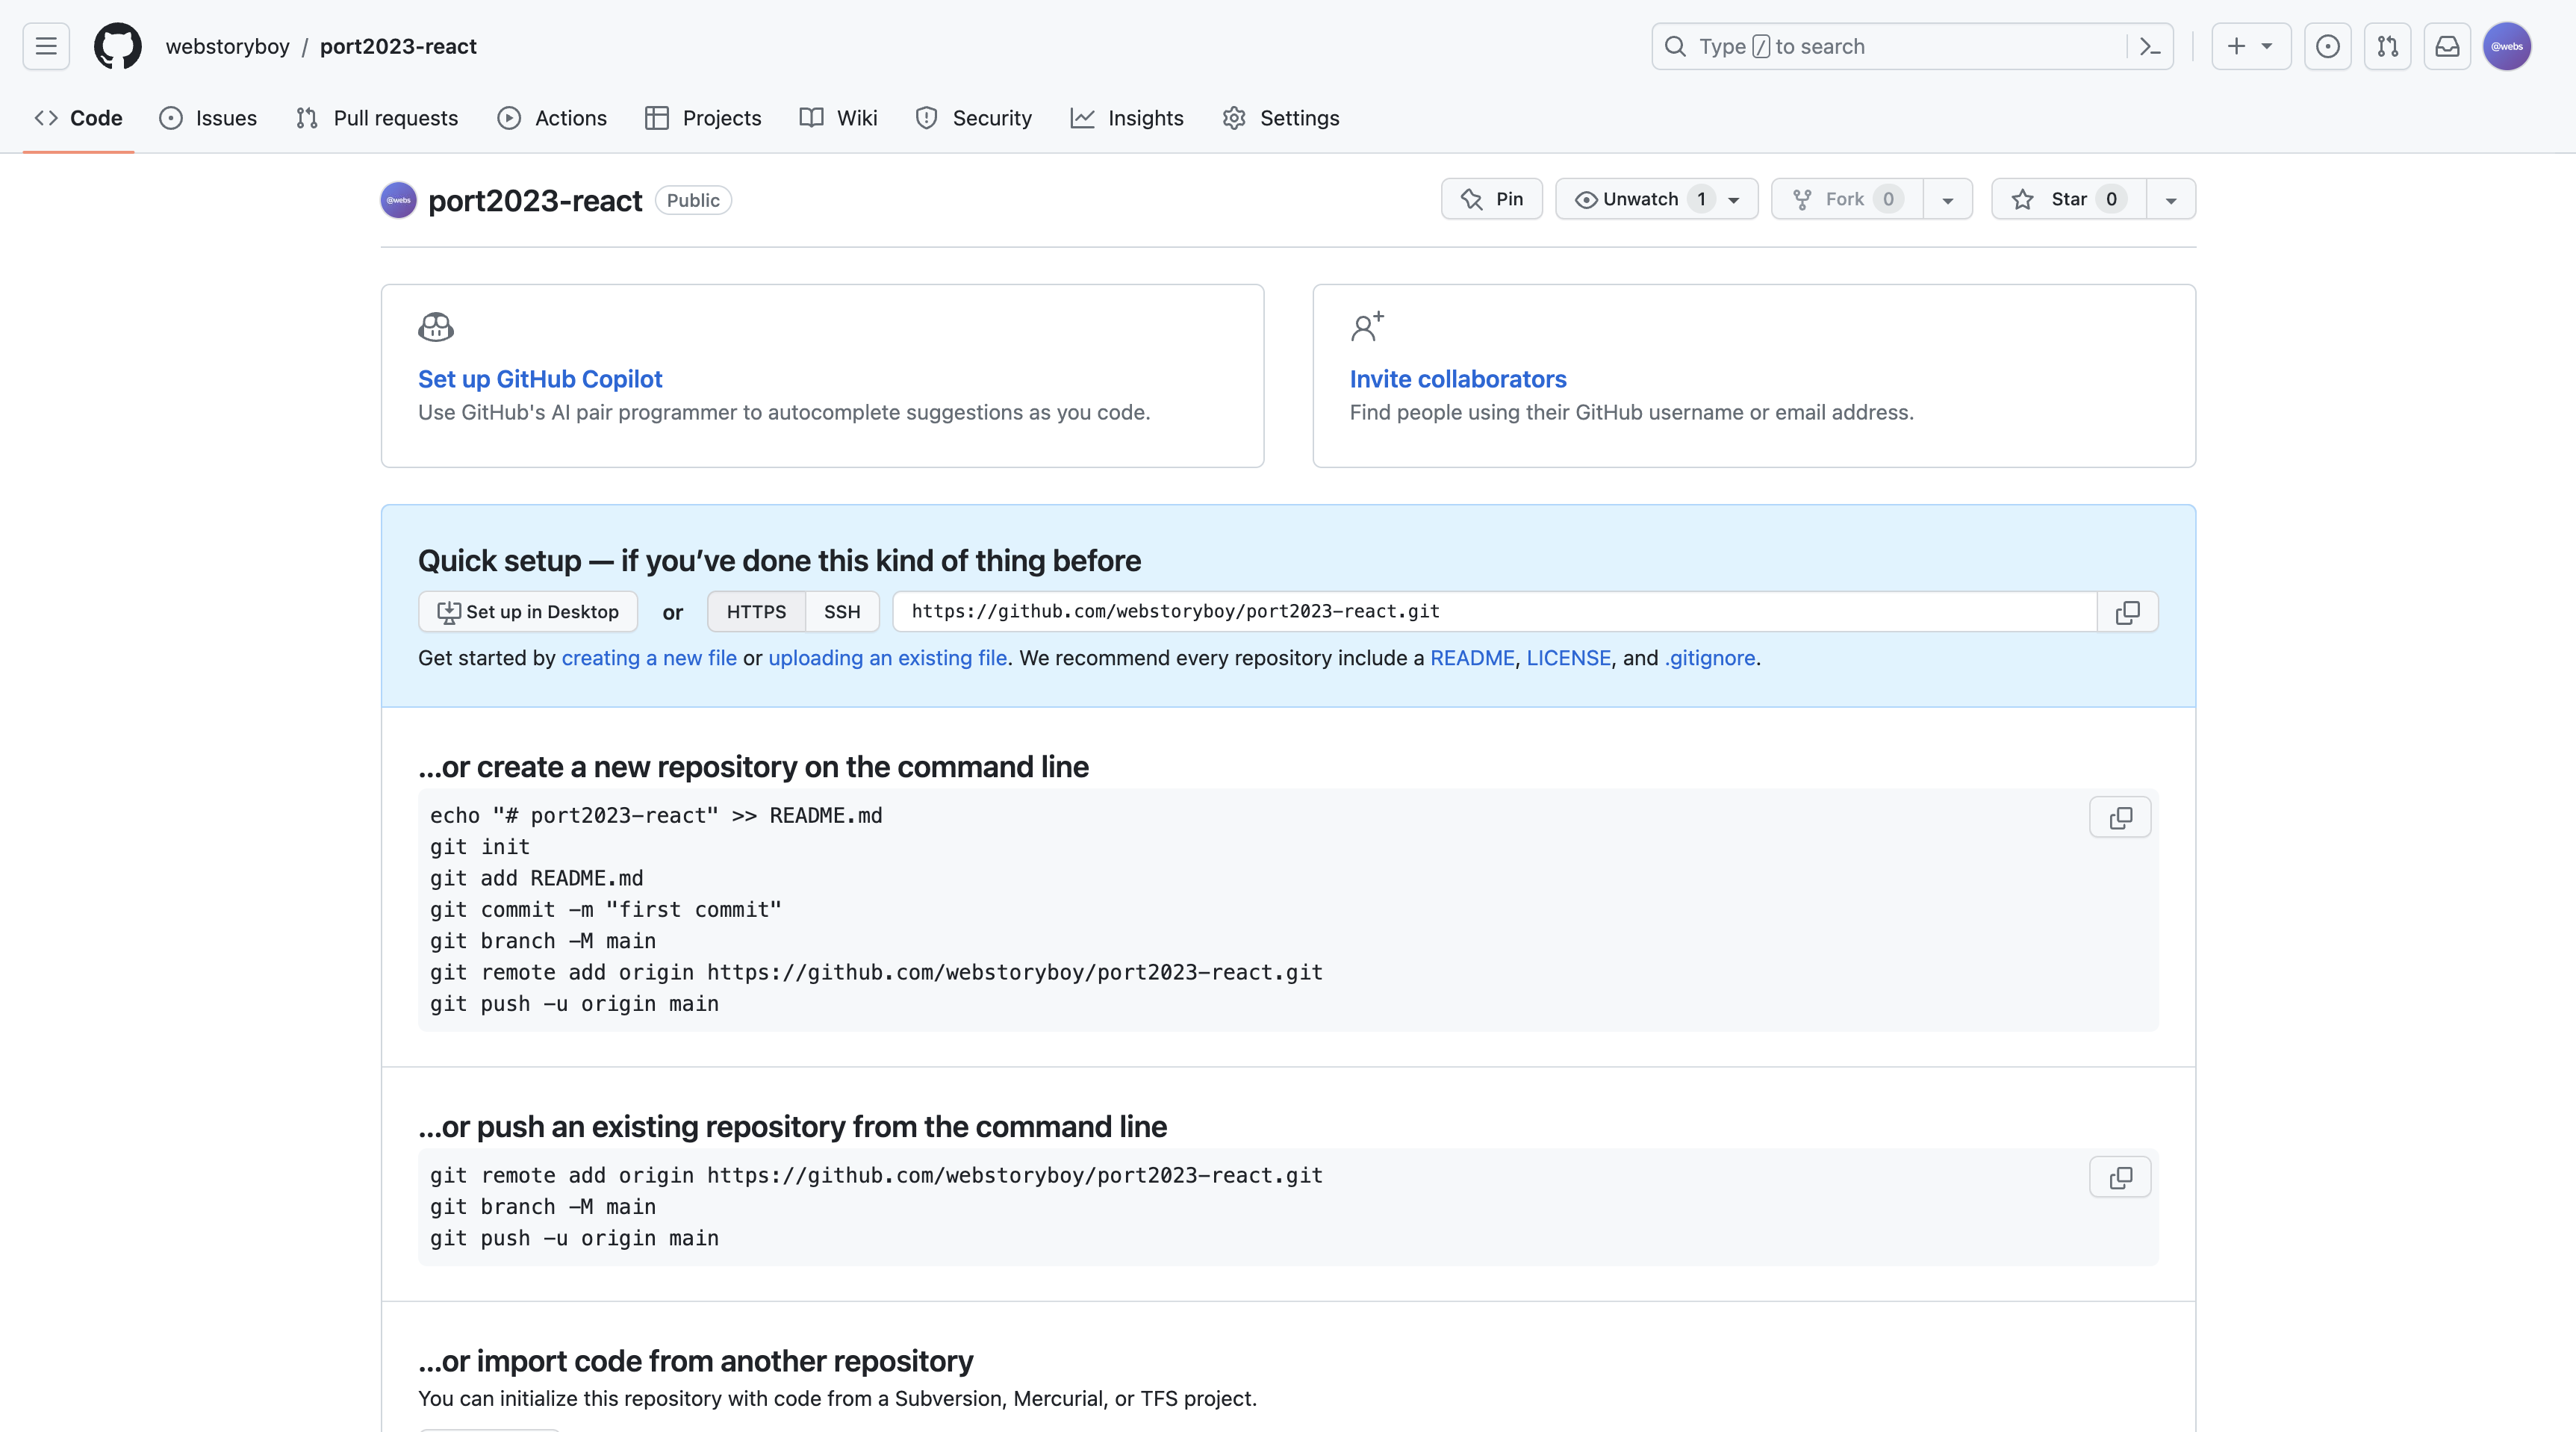 webstoryboy / port2023-react
Type / to search
@webs
Code
Issues
Pull requests
Actions
Projects
Wiki
Security
Insights
Settings
@webs
port2023-react
Public
Pin
Unwatch 1
Fork 0
Star 0
Set up GitHub Copilot
Use GitHub's AI pair programmer to autocomplete suggestions as you code.
Invite collaborators
Find people using their GitHub username or email address.
Quick setup — if you’ve done this kind of thing before
Set up in Desktop or HTTPS SSH https://github.com/webstoryboy/port2023-react.git
Get started by creating a new file or uploading an existing file. We recommend every repository include a README, LICENSE, and .gitignore.
…or create a new repository on the command line
echo "# port2023-react" >> README.md
git init
git add README.md
git commit -m "first commit"
git branch -M main
git remote add origin https://github.com/webstoryboy/port2023-react.git
git push -u origin main
…or push an existing repository from the command line
git remote add origin https://github.com/webstoryboy/port2023-react.git
git branch -M main
git push -u origin main
…or import code from another repository
You can initialize this repository with code from a Subversion, Mercurial, or TFS project.